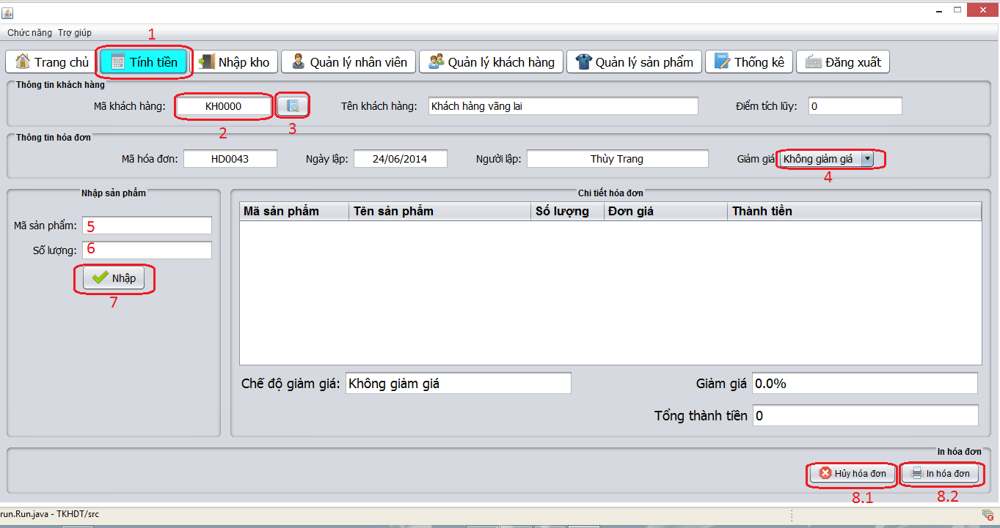 Chức năng Trợ giúp
1
Trang chủ Tính tiền Nhập kho Quản lý nhân viên Quản lý khách hàng Quản lý sản phẩm Thống kê Đăng xuất
Thông tin khách hàng
Mã khách hàng: KH0000 Tên khách hàng: Khách hàng vãng lai Điểm tích lũy: 0
2 3
Thông tin hóa đơn
Mã hóa đơn: HD0043 Ngày lập: 24/06/2014 Người lập: Thùy Trang Giảm giá Không giảm giá
4
Nhập sản phẩm
Mã sản phẩm: 5
Số lượng: 6
Nhập
7
Chi tiết hóa đơn
Mã sản phẩm Tên sản phẩm Số lượng Đơn giá Thành tiền
Chế độ giảm giá: Không giảm giá Giảm giá 0.0%
Tổng thành tiền 0
In hóa đơn
Hủy hóa đơn In hóa đơn
8.1 8.2
run.Run.java - TKHDT/src